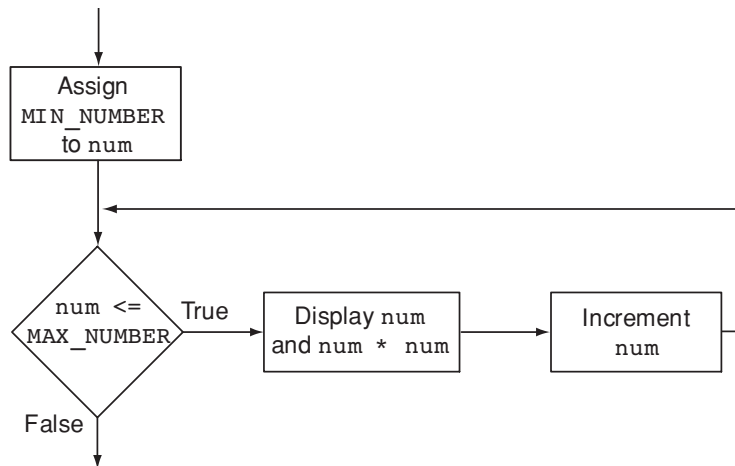 Assign
MIN_NUMBER
to num
num <=
MAX_NUMBER
True
Display num
and num * num
Increment
num
False